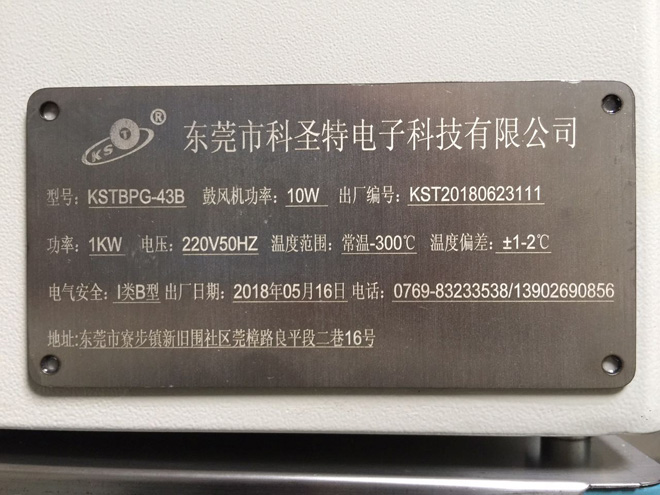 KST ® 东莞市科圣特电子科技有限公司
型号: KSTBPG-43B 鼓风机功率: 10W 出厂编号: KST20180623111
功率: 1KW 电压: 220V50HZ 温度范围: 常温-300℃ 温度偏差: ±1-2℃
电气安全: I类B型 出厂日期: 2018年05月16日 电话: 0769-83233538/13902690856
地址:东莞市寮步镇新旧围社区莞樟路良平段二巷16号